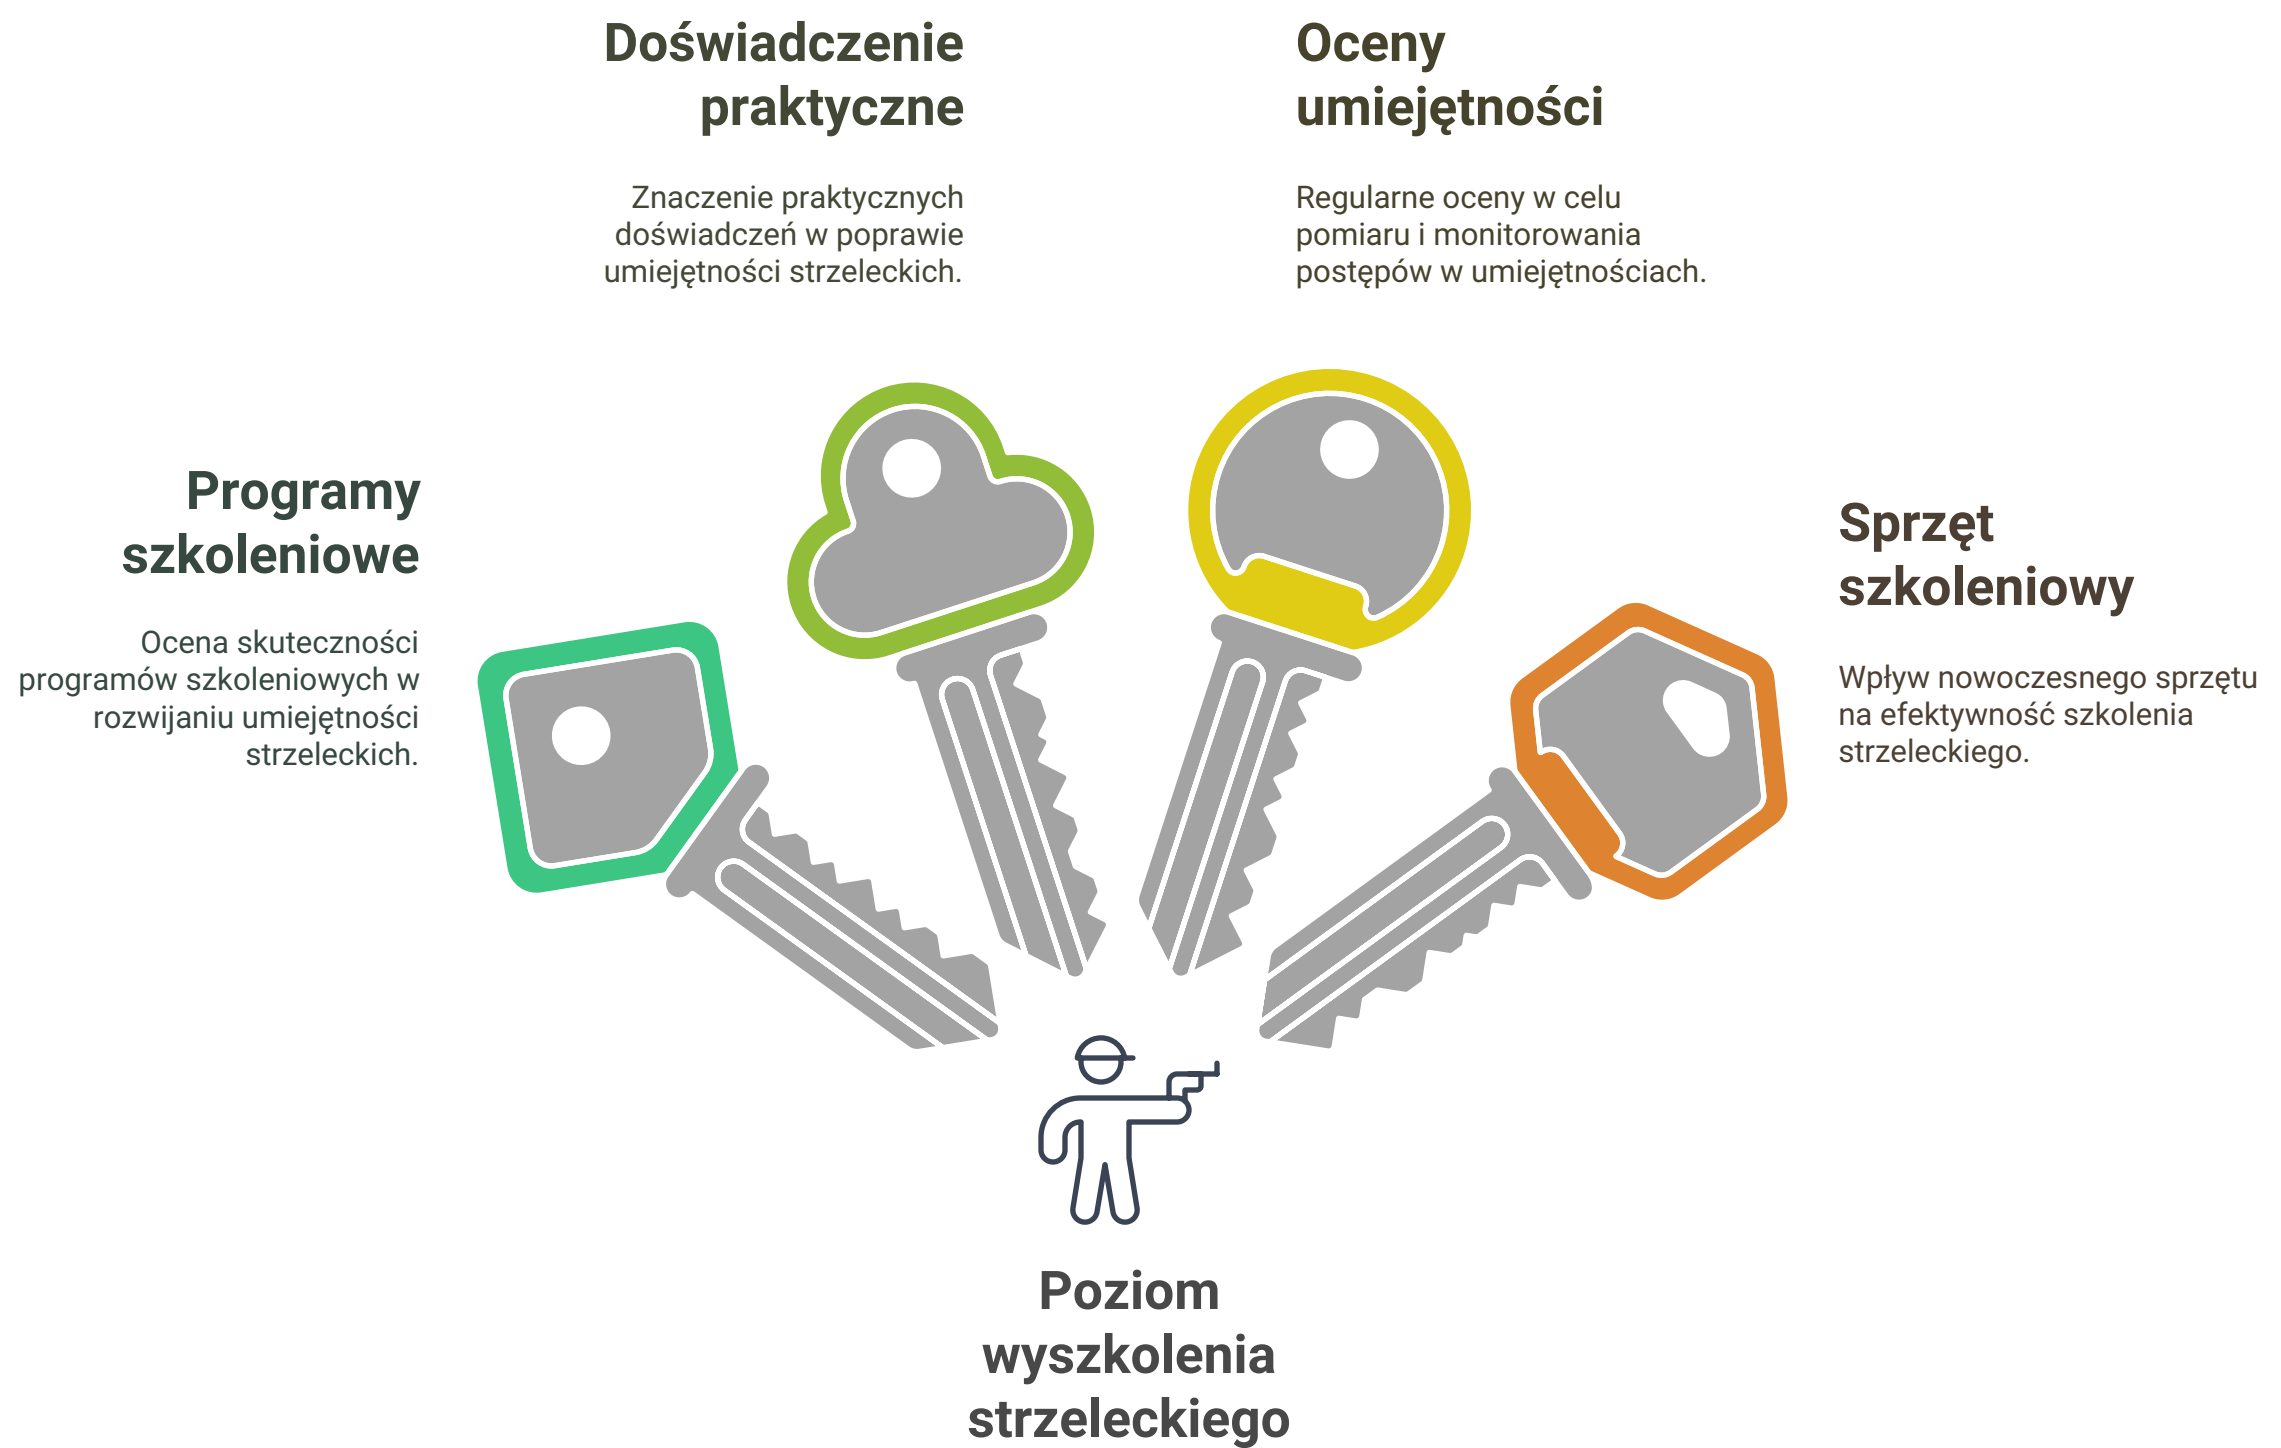 Doświadczenie
praktyczne
Znaczenie praktycznych
doświadczeń w poprawie
umiejętności strzeleckich.
Oceny
umiejętności
Regularne oceny w celu
pomiaru i monitorowania
postępów w umiejętnościach.
Programy
szkoleniowe
Ocena skuteczności
programów szkoleniowych w
rozwijaniu umiejętności
strzeleckich.
Sprzęt
szkoleniowy
Wpływ nowoczesnego sprzętu
na efektywność szkolenia
strzeleckiego.
Poziom
wyszkolenia
strzeleckiego